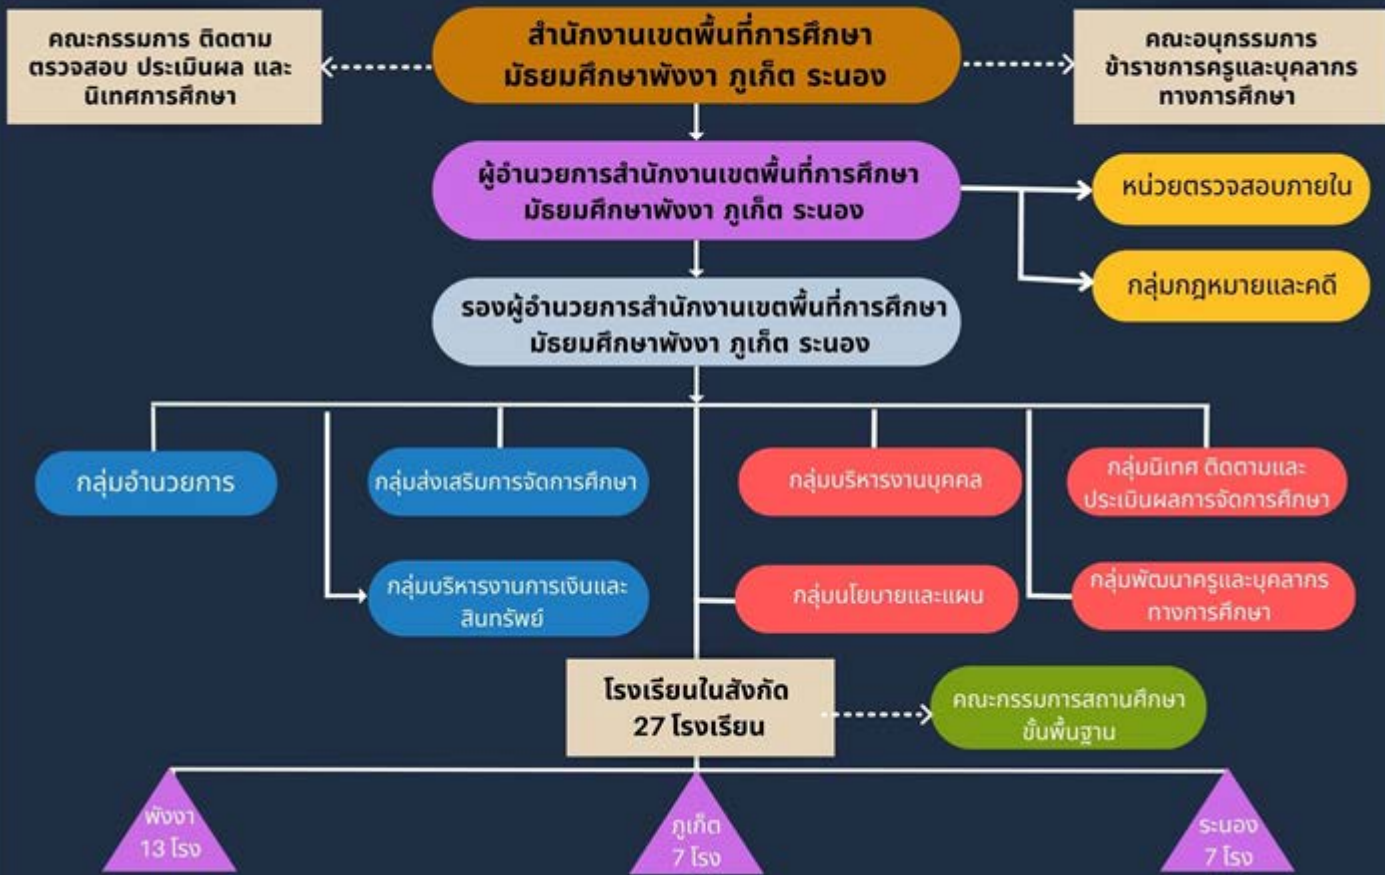 คณะกรรมการ ติดตาม
ตรวจสอบ ประเมินผล และ
นิเทศการศึกษา
สำนักงานเขตพื้นที่การศึกษา
มัธยมศึกษาพังงา ภูเก็ต ระนอง
คณะอนุกรรมการ
ข้าราชการครูและบุคลากร
ทางการศึกษา
ผู้อำนวยการสำนักงานเขตพื้นที่การศึกษา
มัธยมศึกษาพังงา ภูเก็ต ระนอง
หน่วยตรวจสอบภายใน
กลุ่มกฎหมายและคดี
รองผู้อำนวยการสำนักงานเขตพื้นที่การศึกษา
มัธยมศึกษาพังงา ภูเก็ต ระนอง
กลุ่มอำนวยการ
กลุ่มส่งเสริมการจัดการศึกษา
กลุ่มบริหารงานบุคคล
กลุ่มนิเทศ ติดตามและ
ประเมินผลการจัดการศึกษา
กลุ่มบริหารงานการเงินและ
สินทรัพย์
กลุ่มนโยบายและแผน
กลุ่มพัฒนาครูและบุคลากร
ทางการศึกษา
โรงเรียนในสังกัด
27 โรงเรียน
คณะกรรมการสถานศึกษา
ขั้นพื้นฐาน
พังงา
13 โรง
ภูเก็ต
7 โรง
ระนอง
7 โรง